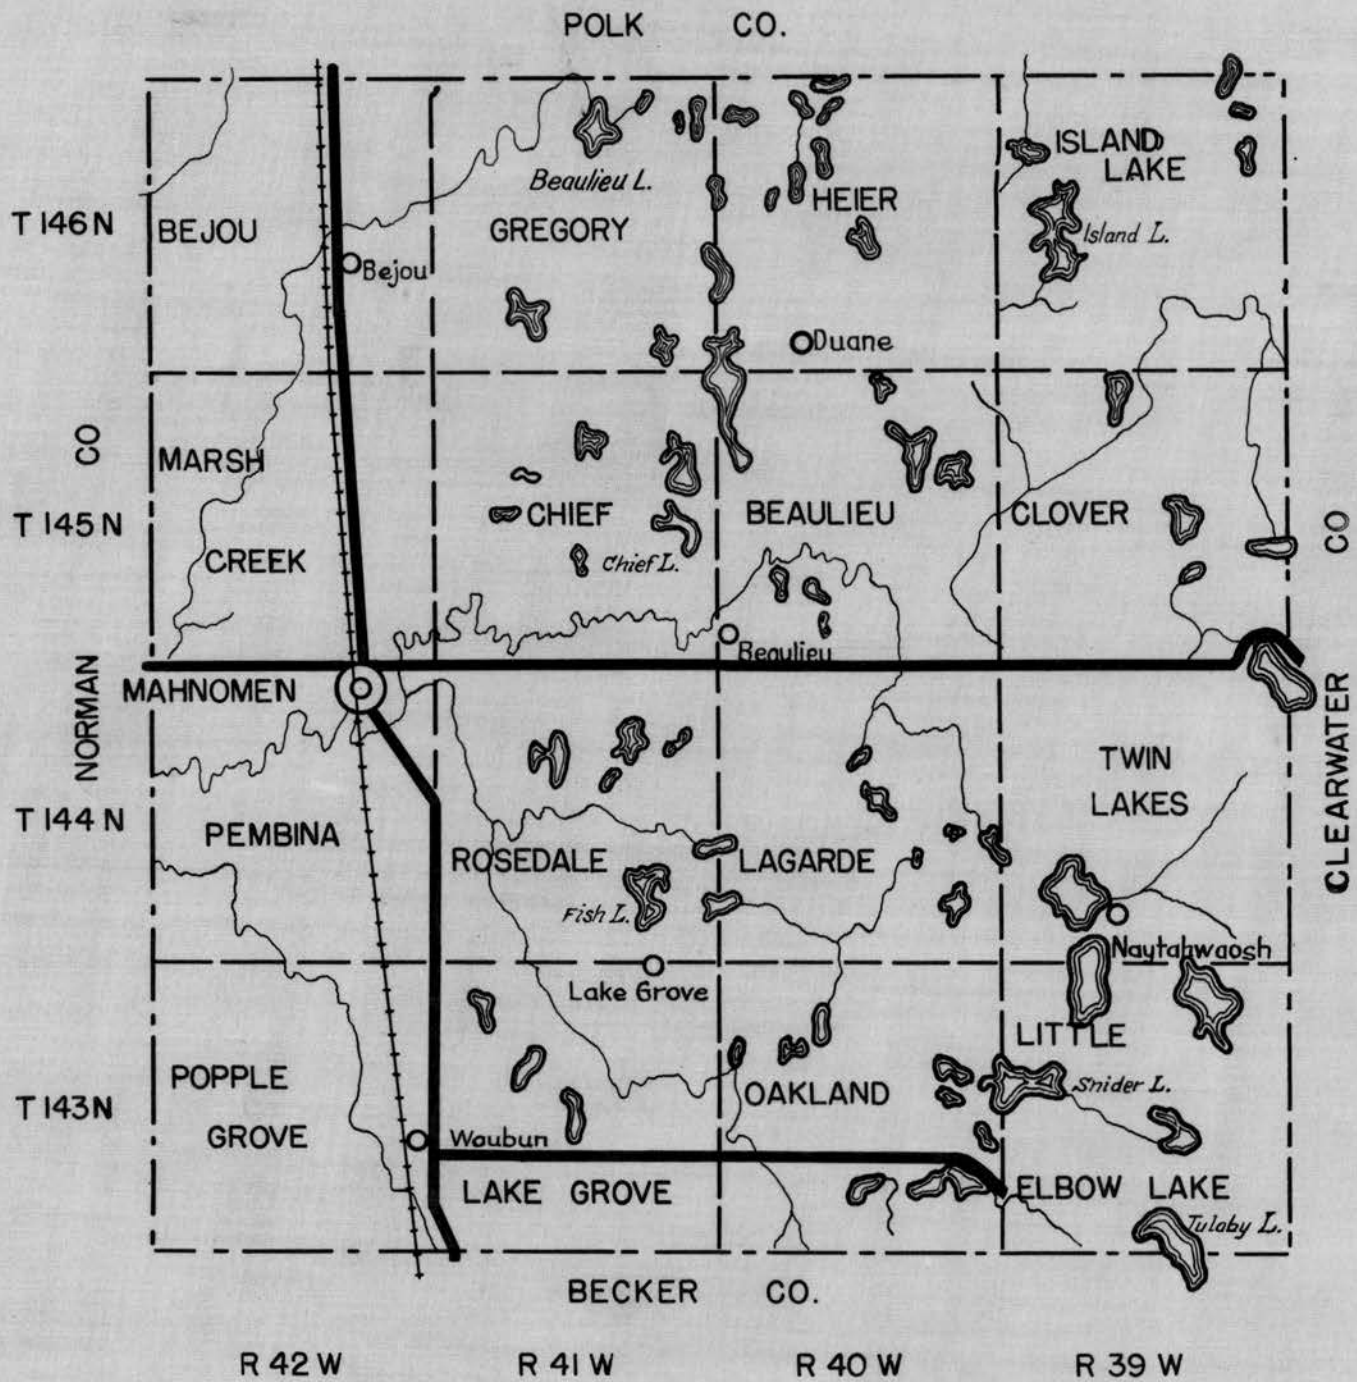 POLK CO.
T 146 N
BEJOU
Bejou
Beaulieu L.
GREGORY
HEIER
Duane
ISLAND
LAKE
Island L.
NORMAN CO
T 145 N
MARSH
CREEK
CHIEF
Chief L.
BEAULIEU
Beaulieu
CLOVER
CLEARWATER CO
MAHNOMEN
T 144 N
PEMBINA
ROSEDALE
Fish L.
LAGARDE
TWIN
LAKES
Naytahwaosh
Lake Grove
T 143 N
POPPLE
GROVE
Waubun
LAKE GROVE
OAKLAND
LITTLE
Snider L.
ELBOW LAKE
Tulaby L.
BECKER CO.
R 42 W R 41 W R 40 W R 39 W